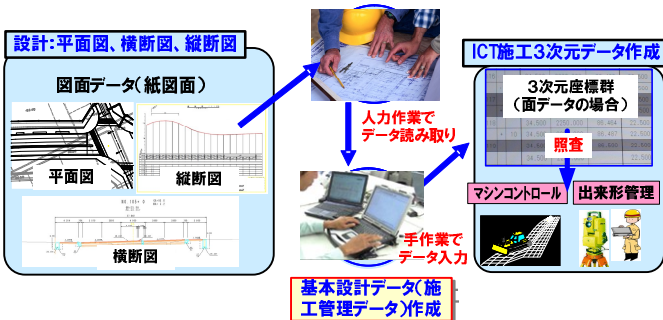 設計：平面図、横断図、縦断図
図面データ（紙図面）
平面図
縦断図
横断図
人力作業で
データ読み取り
手作業で
データ入力
基本設計データ（施
工管理データ）作成
ICT施工３次元データ作成
３次元座標群
（面データの場合）
照査
マシンコントロール
出来形管理